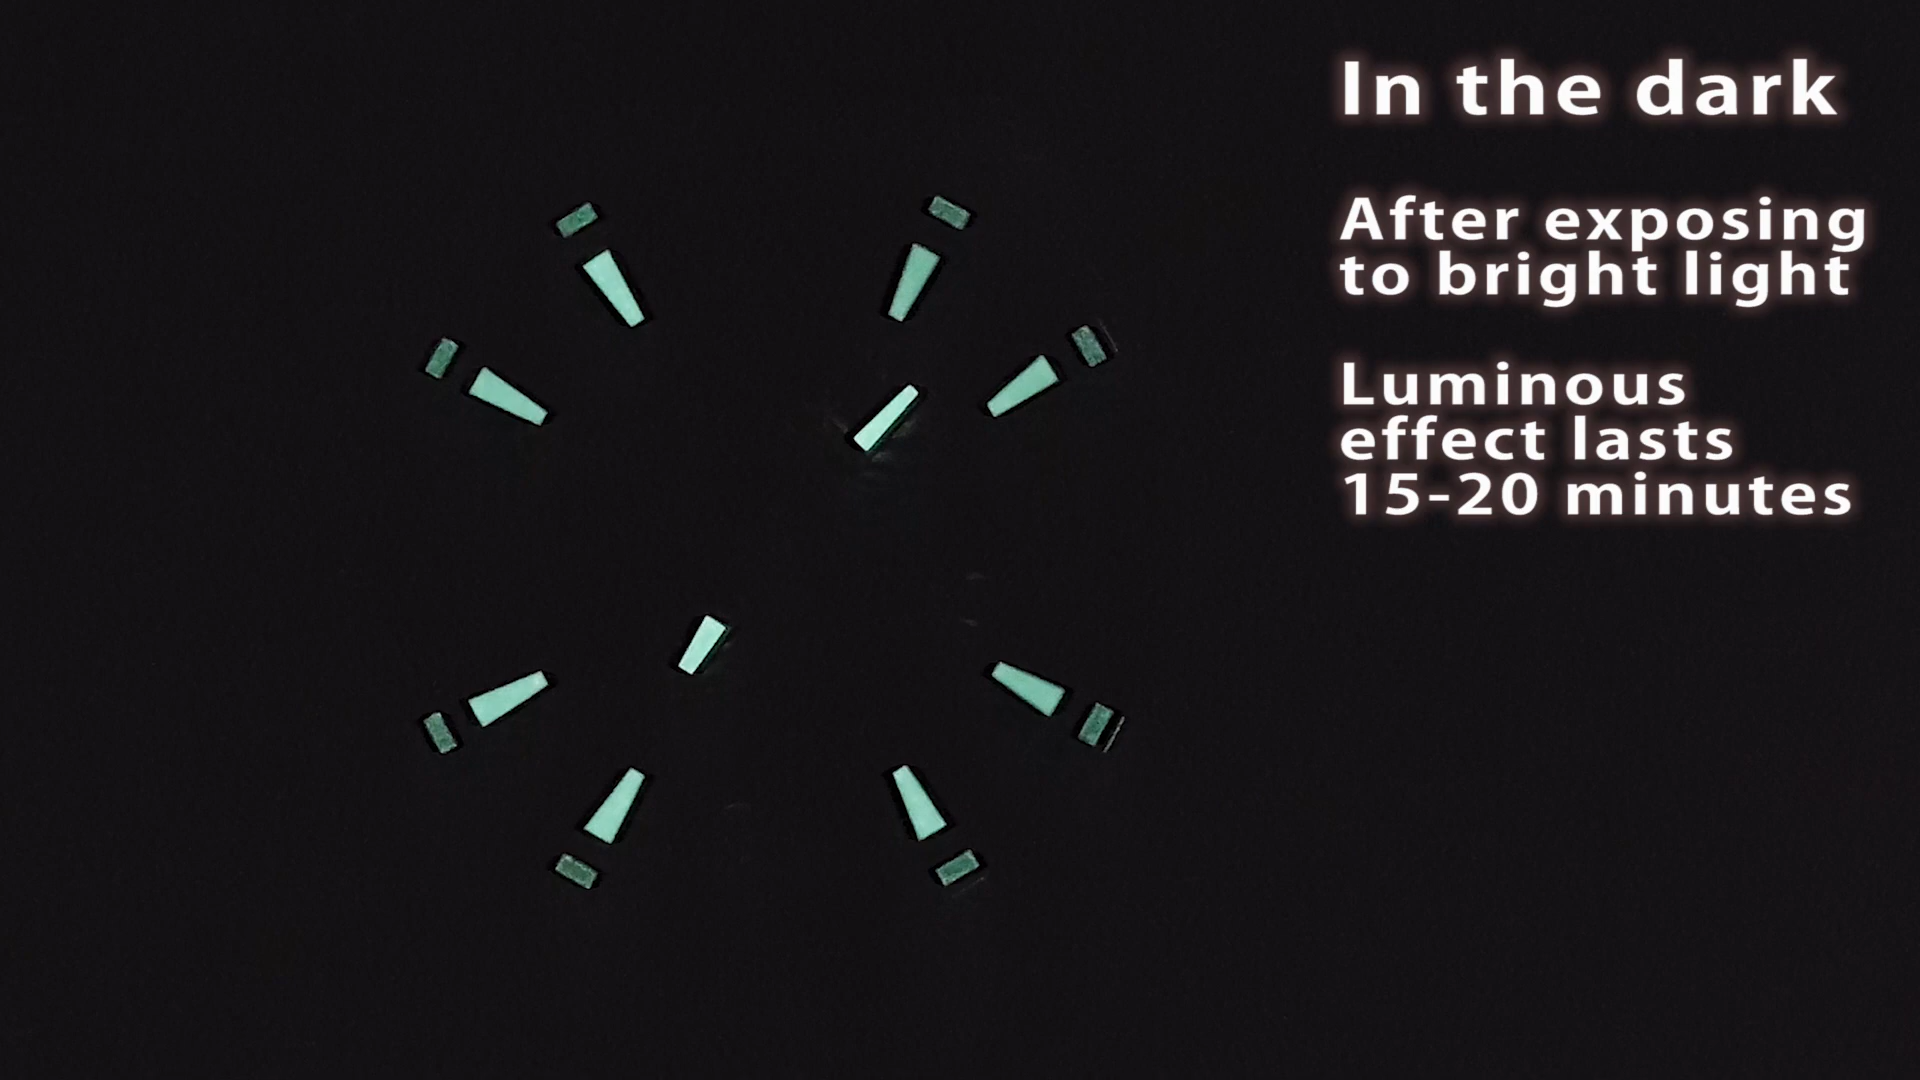 In the dark
After exposing
to bright light
Luminous
effect lasts
15-20 minutes